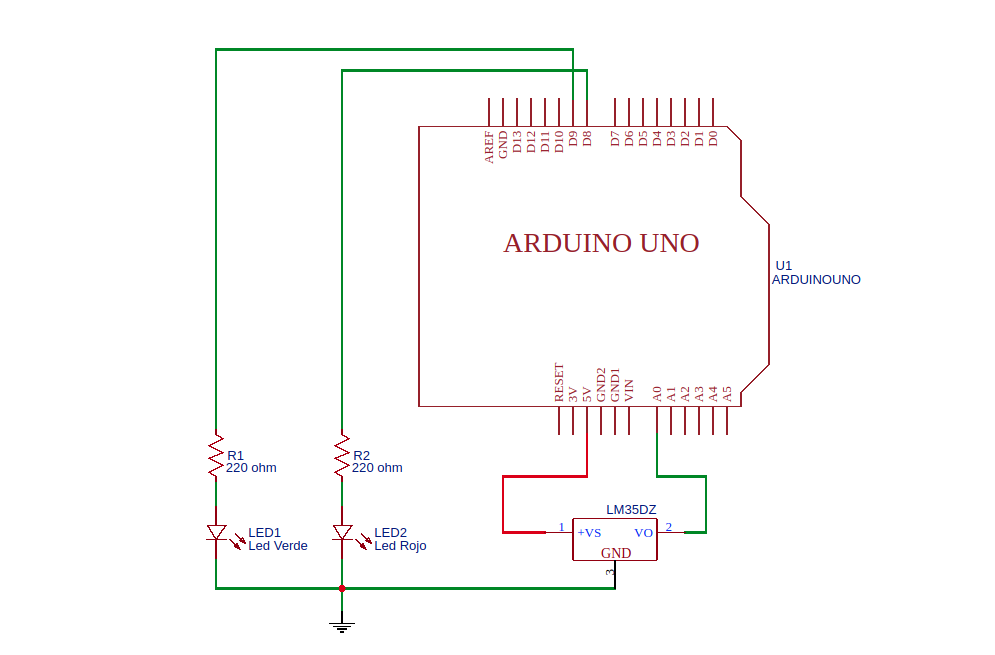 AREF
GND
D13
D12
D11
D10
D9
D8
D7
D6
D5
D4
D3
D2
D1
D0
ARDUINO UNO
U1
ARDUINOUNO
RESET
3V
5V
GND2
GND1
VIN
A0
A1
A2
A3
A4
A5
R1
220 ohm
R2
220 ohm
LM35DZ
1
+VS
VO
2
GND
3
LED1
Led Verde
LED2
Led Rojo